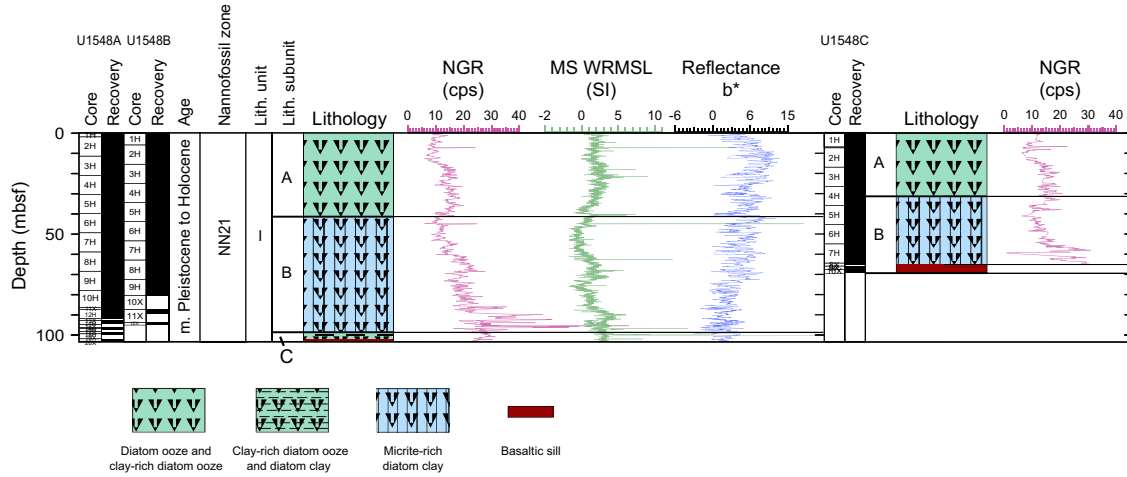 U1548A U1548B
Core
Recovery
Core
Recovery
Age
Nannofossil zone
Lith. unit
Lith. subunit
Lithology
NGR
(cps)
0 10 20 30 40
MS WRMSL
(SI)
-2 2 6 10
Reflectance
b*
-6 0 6 15
U1548C
Core
Recovery
Lithology
NGR
(cps)
0 10 20 30 40
Depth (mbsf)
0
50
100
1H
2H
3H
4H
5H
6H
7H
8H
9H
10H
12H
1H
2H
3H
4H
5H
6H
7H
8H
9H
10X
11X
m. Pleistocene to Holocene
NN21
I
A
B
C
1H
2H
3H
4H
5H
6H
7H
A
B
Diatom ooze and
clay-rich diatom ooze
Clay-rich diatom ooze
and diatom clay
Micrite-rich
diatom clay
Basaltic sill